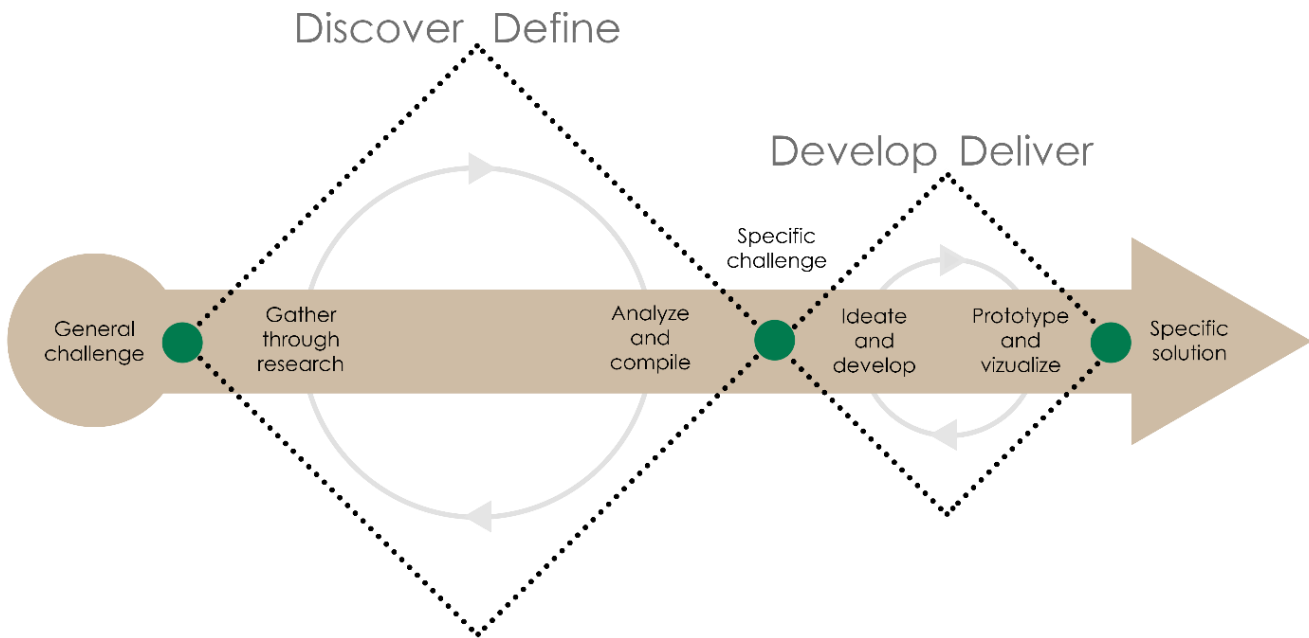 Discover Define
Develop Deliver
Specific
challenge
General
challenge
Gather
through
research
Analyze
and
compile
Ideate
and
develop
Prototype
and
vizualize
Specific
solution